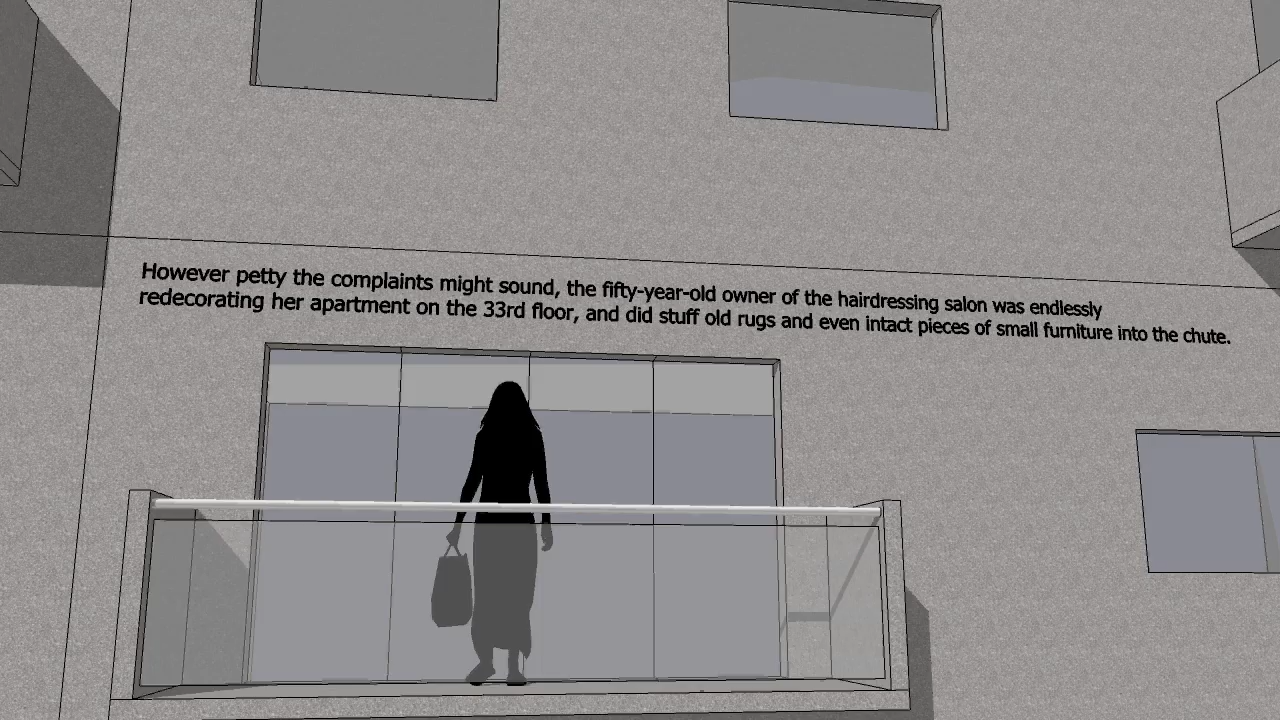 However petty the complaints might sound, the fifty-year-old owner of the hairdressing salon was endlessly
redecorating her apartment on the 33rd floor, and did stuff old rugs and even intact pieces of small furniture into the chute.